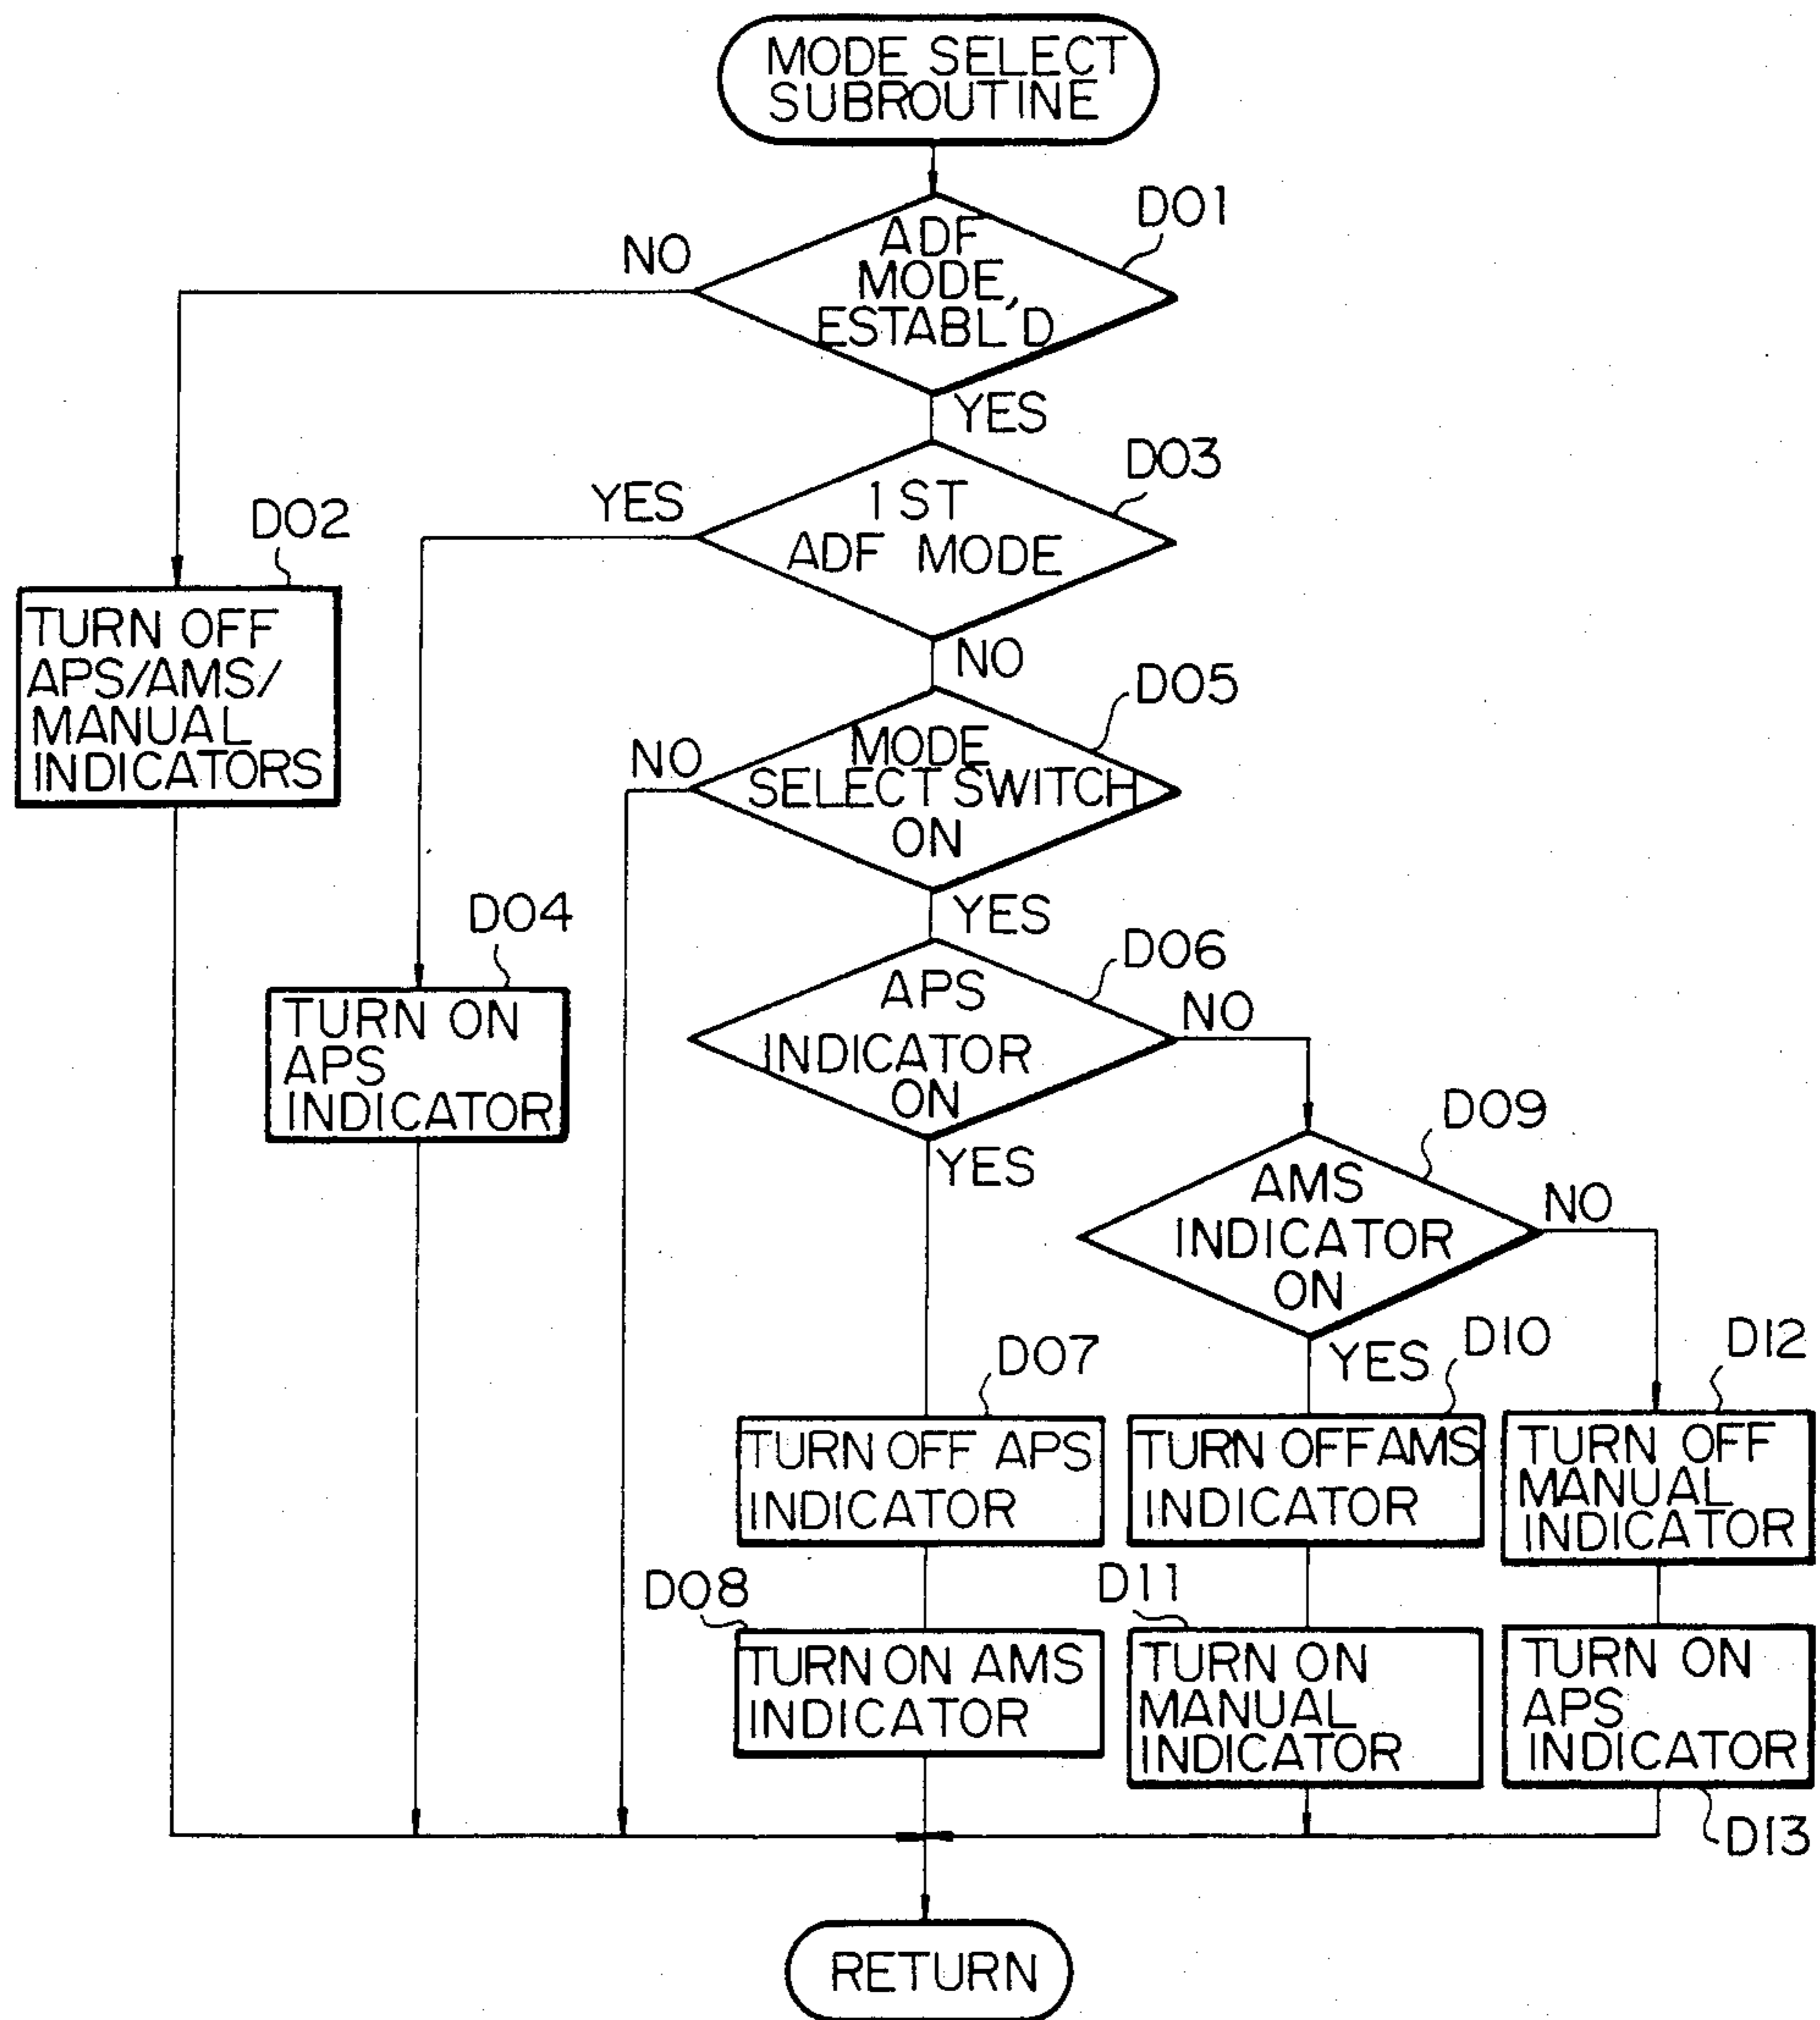 MODE SELECT
SUBROUTINE
D01
ADF
MODE,
ESTABL'D
NO
YES
D03
1ST
ADF MODE
YES
NO
D02
TURN OFF
APS/AMS/
MANUAL
INDICATORS
D05
MODE
SELECT SWITCH
ON
NO
YES
D04
TURN ON
APS
INDICATOR
D06
APS
INDICATOR
ON
NO
YES
D09
AMS
INDICATOR
ON
NO
YES
D07
TURN OFF APS
INDICATOR
D10
TURN OFF AMS
INDICATOR
D12
TURN OFF
MANUAL
INDICATOR
D08
TURN ON AMS
INDICATOR
D11
TURN ON
MANUAL
INDICATOR
TURN ON
APS
INDICATOR
D13
RETURN